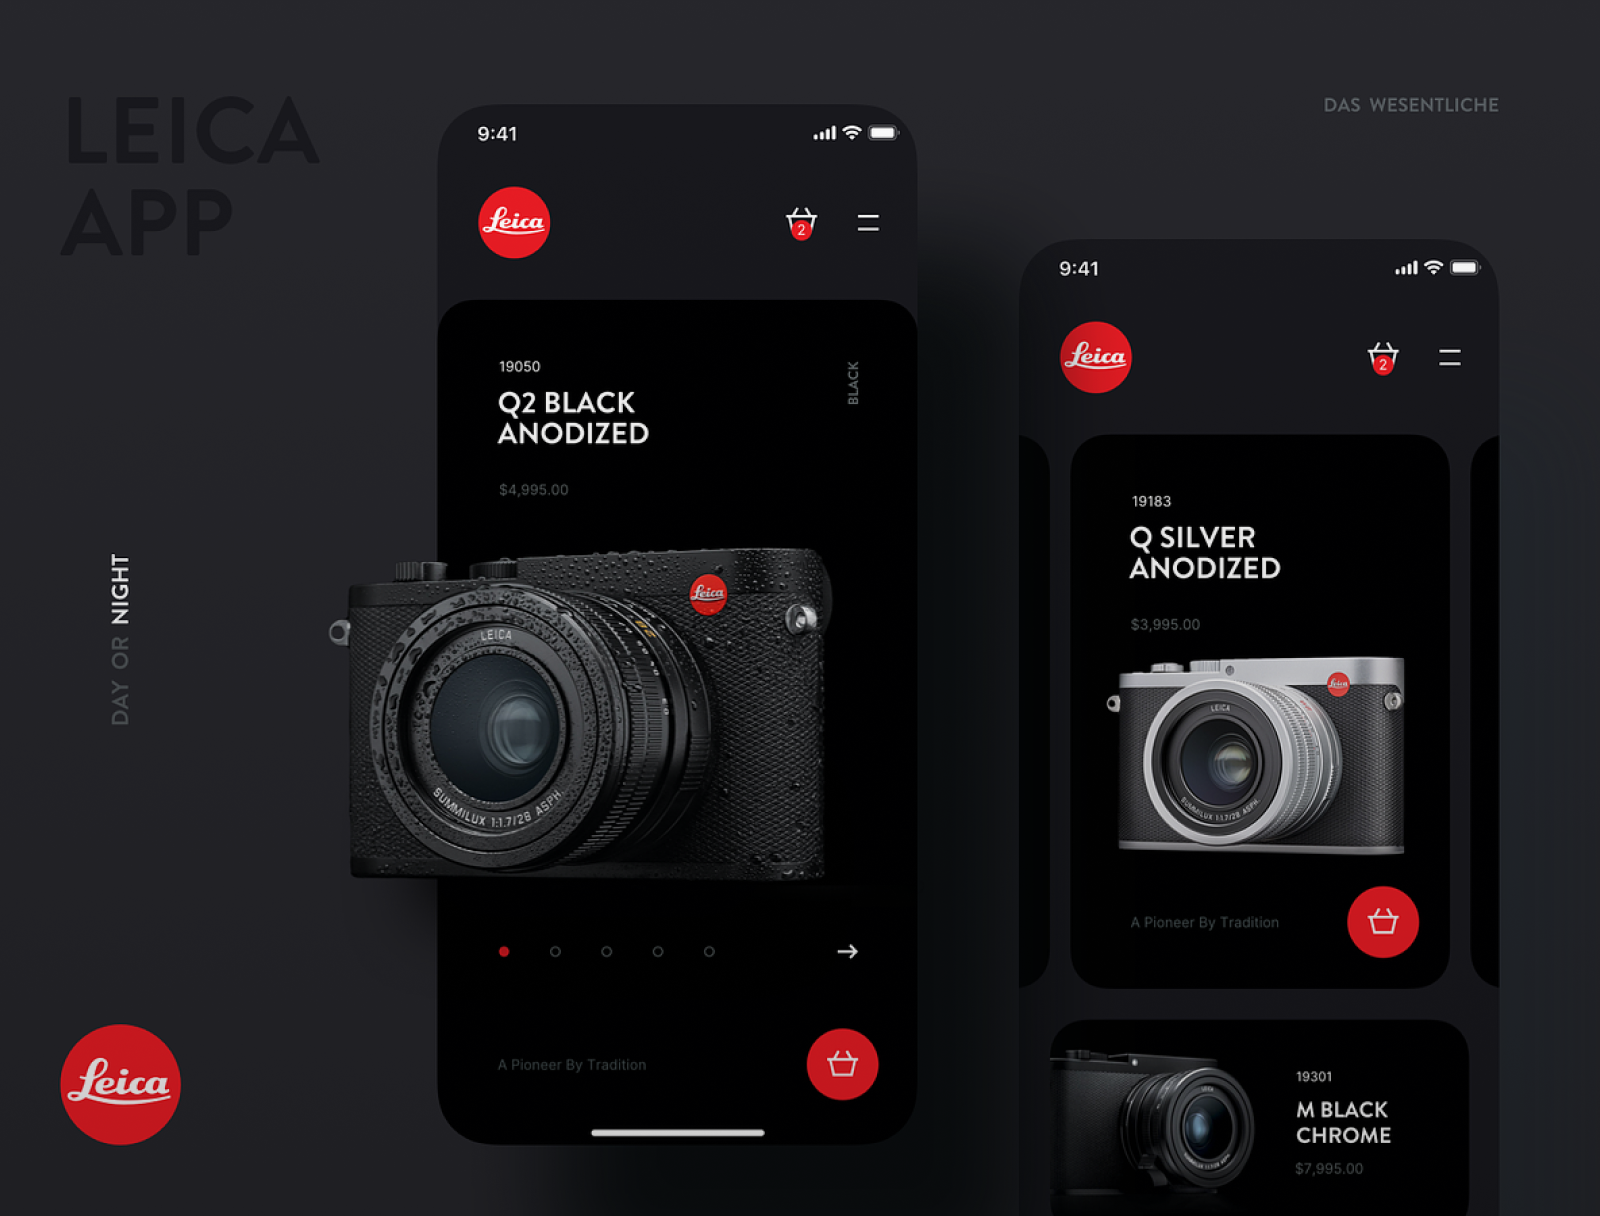 LEICA
APP
DAS WESENTLICHE
DAY OR NIGHT
Leica
9:41
Leica
2
19050
BLACK
Q2 BLACK
ANODIZED
$4,995.00
Leica
LEICA
28
SUMMILUX 1:1.7/28 ASPH.
A Pioneer By Tradition
9:41
Leica
2
19183
Q SILVER
ANODIZED
$3,995.00
Leica
LEICA
SUMMILUX 1:1.7/28 ASPH.
A Pioneer By Tradition
19301
M BLACK
CHROME
$7,995.00